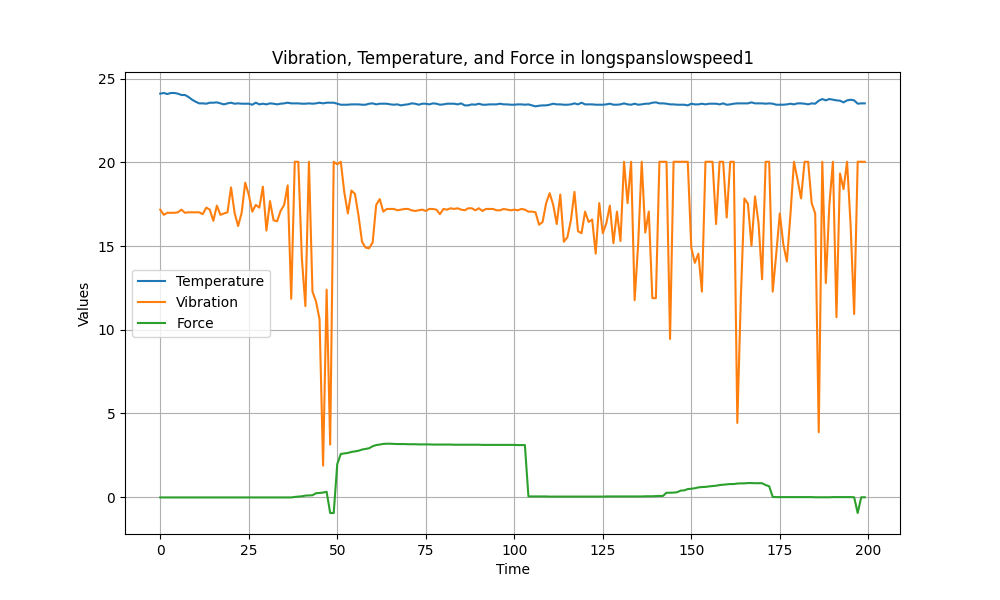 Vibration, Temperature, and Force in longspanslowspeed1
25
20
15
10
5
0
Values
Temperature
Vibration
Force
0 25 50 75 100 125 150 175 200
Time